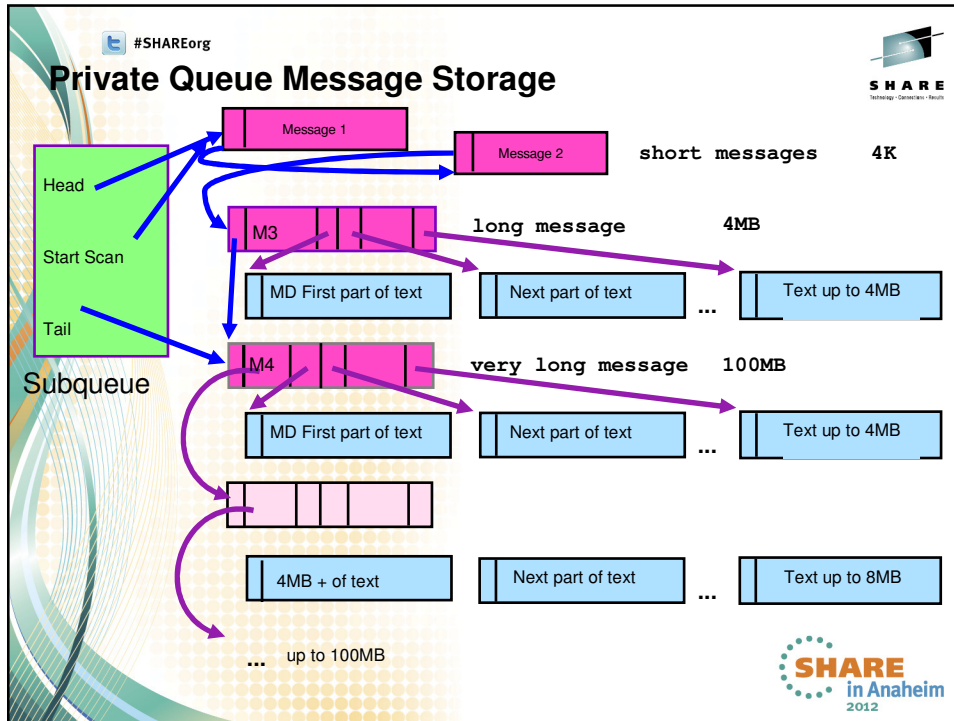 #SHAREorg
Private Queue Message Storage
SHARE
Technology · Connections · Results
Message 1
Message 2
short messages 4K
Head
Start Scan
Tail
Subqueue
M3
long message 4MB
MD First part of text
Next part of text
...
Text up to 4MB
M4
very long message 100MB
MD First part of text
Next part of text
...
Text up to 4MB
4MB + of text
Next part of text
...
Text up to 8MB
... up to 100MB
SHARE
in Anaheim
2012